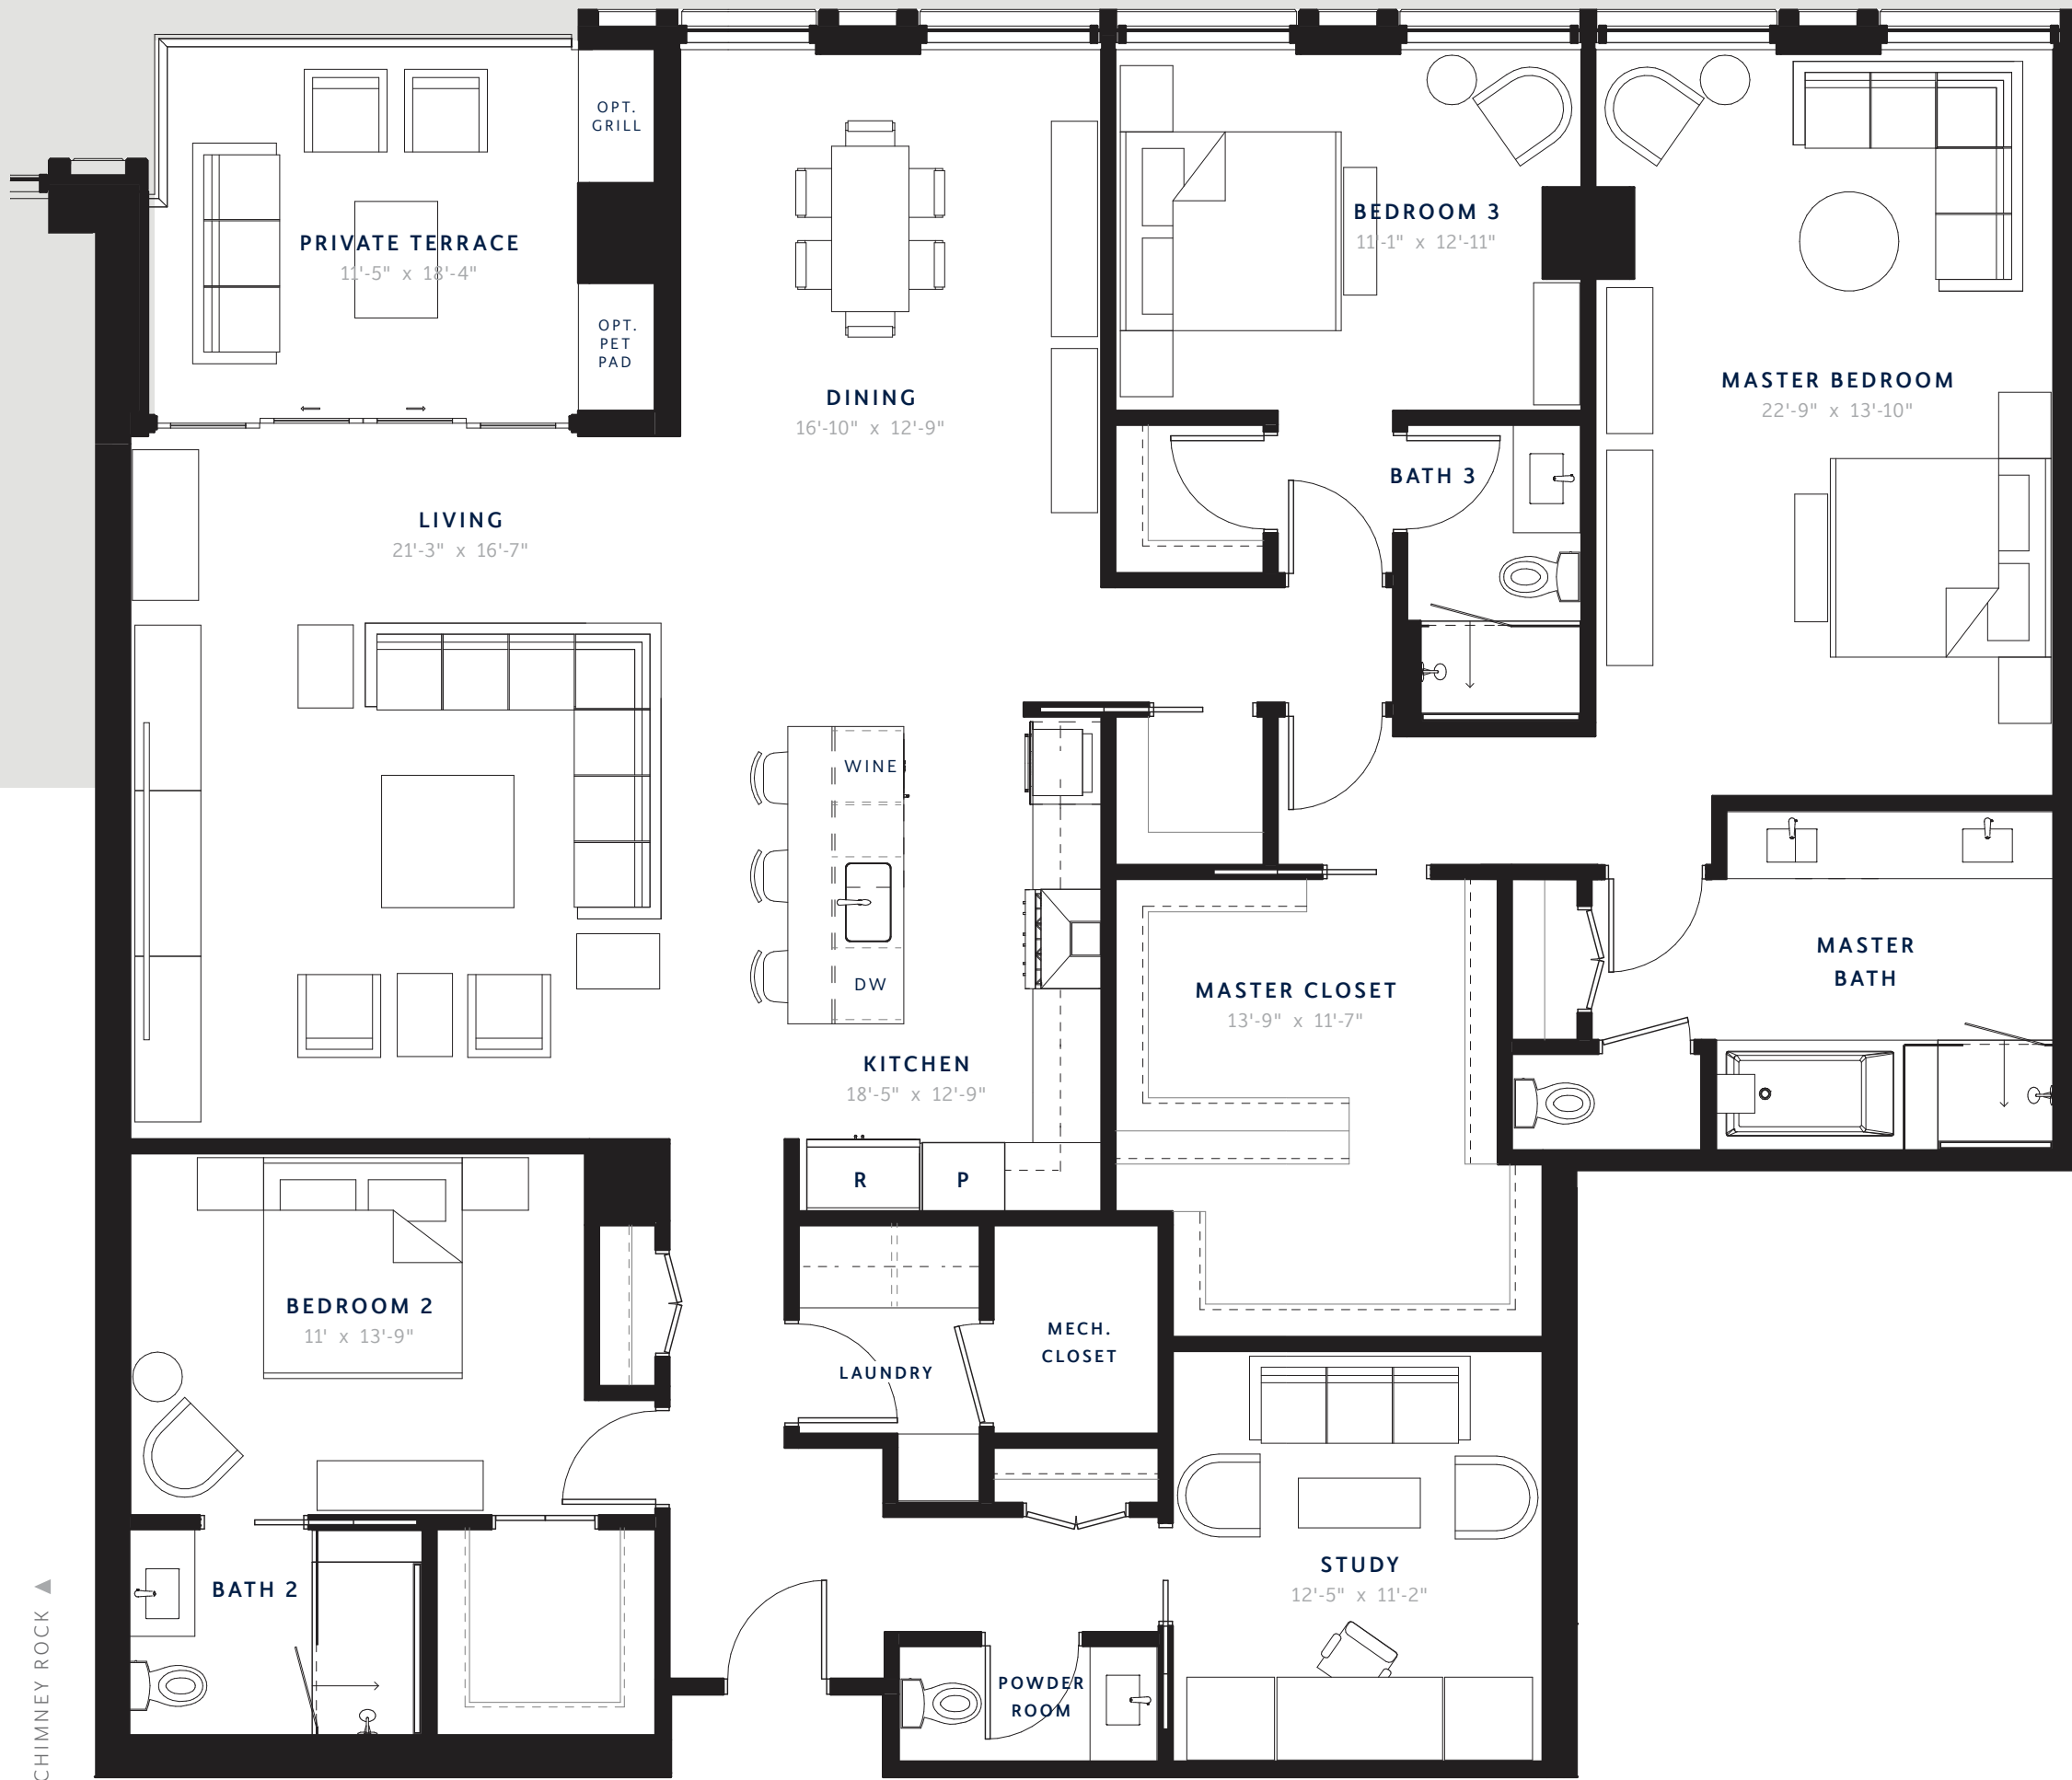 OPT.
GRILL
PRIVATE TERRACE
11'-5" x 18'-4"
OPT.
PET
PAD
BEDROOM 3
11'-1" x 12'-11"
DINING
16'-10" x 12'-9"
MASTER BEDROOM
22'-9" x 13'-10"
BATH 3
LIVING
21'-3" x 16'-7"
WINE
DW
KITCHEN
18'-5" x 12'-9"
R
P
MASTER CLOSET
13'-9" x 11'-7"
MASTER
BATH
BEDROOM 2
11' x 13'-9"
LAUNDRY
MECH.
CLOSET
BATH 2
STUDY
12'-5" x 11'-2"
POWDER
ROOM
CHIMNEY ROCK ▲